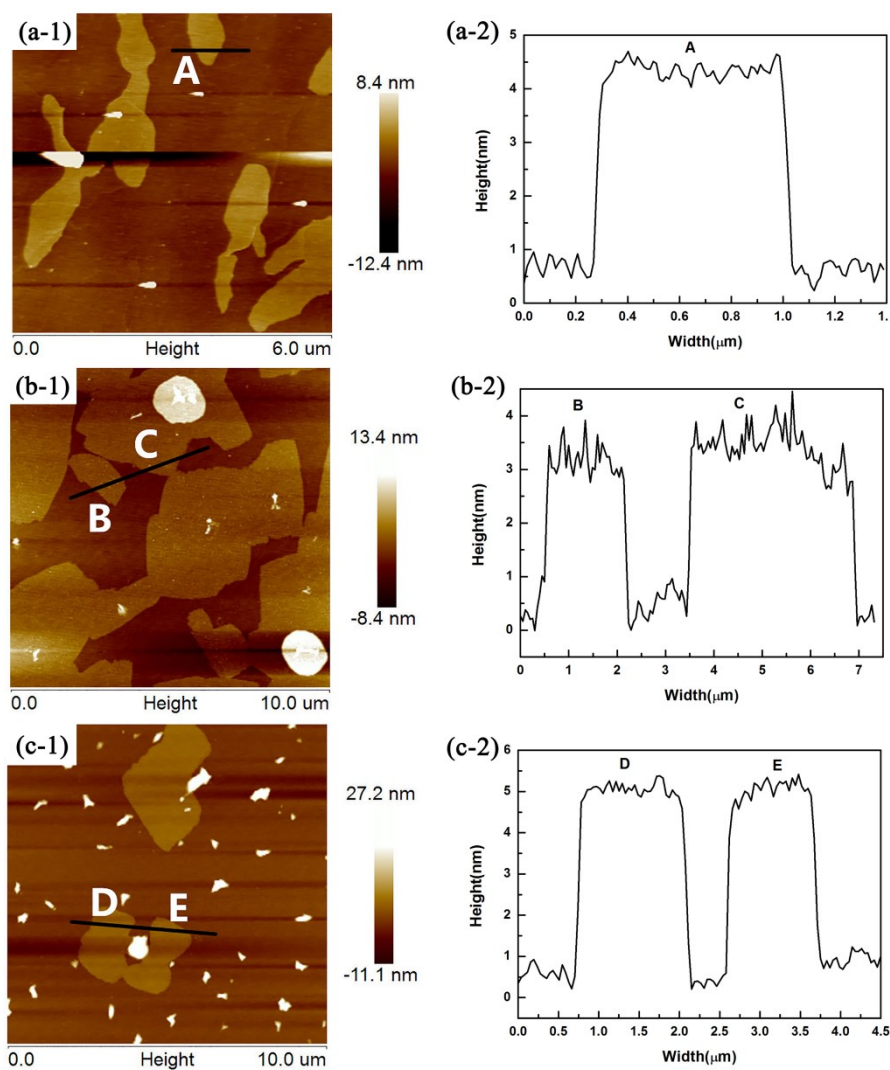 (a-1)
A
8.4 nm
-12.4 nm
0.0 Height 6.0 um
(a-2)
A
Height(nm)
5
4
3
2
1
0
0.0 0.2 0.4 0.6 0.8 1.0 1.2 1.
Width(μm)
(b-1)
C
B
13.4 nm
-8.4 nm
0.0 Height 10.0 um
(b-2)
B C
Height(nm)
4
3
2
1
0
0 1 2 3 4 5 6 7
Width(μm)
(c-1)
D E
27.2 nm
-11.1 nm
0.0 Height 10.0 um
(c-2)
D E
Height(nm)
6
5
4
3
2
1
0
0.0 0.5 1.0 1.5 2.0 2.5 3.0 3.5 4.0 4.5
Width(μm)